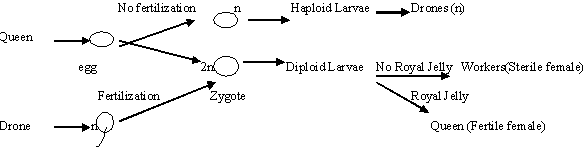 No fertilization n Haploid Larvae Drones (n)
Queen
egg 2n Diploid Larvae No Royal Jelly Workers(Sterile female)
Fertilization Zygote Royal Jelly
Drone n Queen (Fertile female)